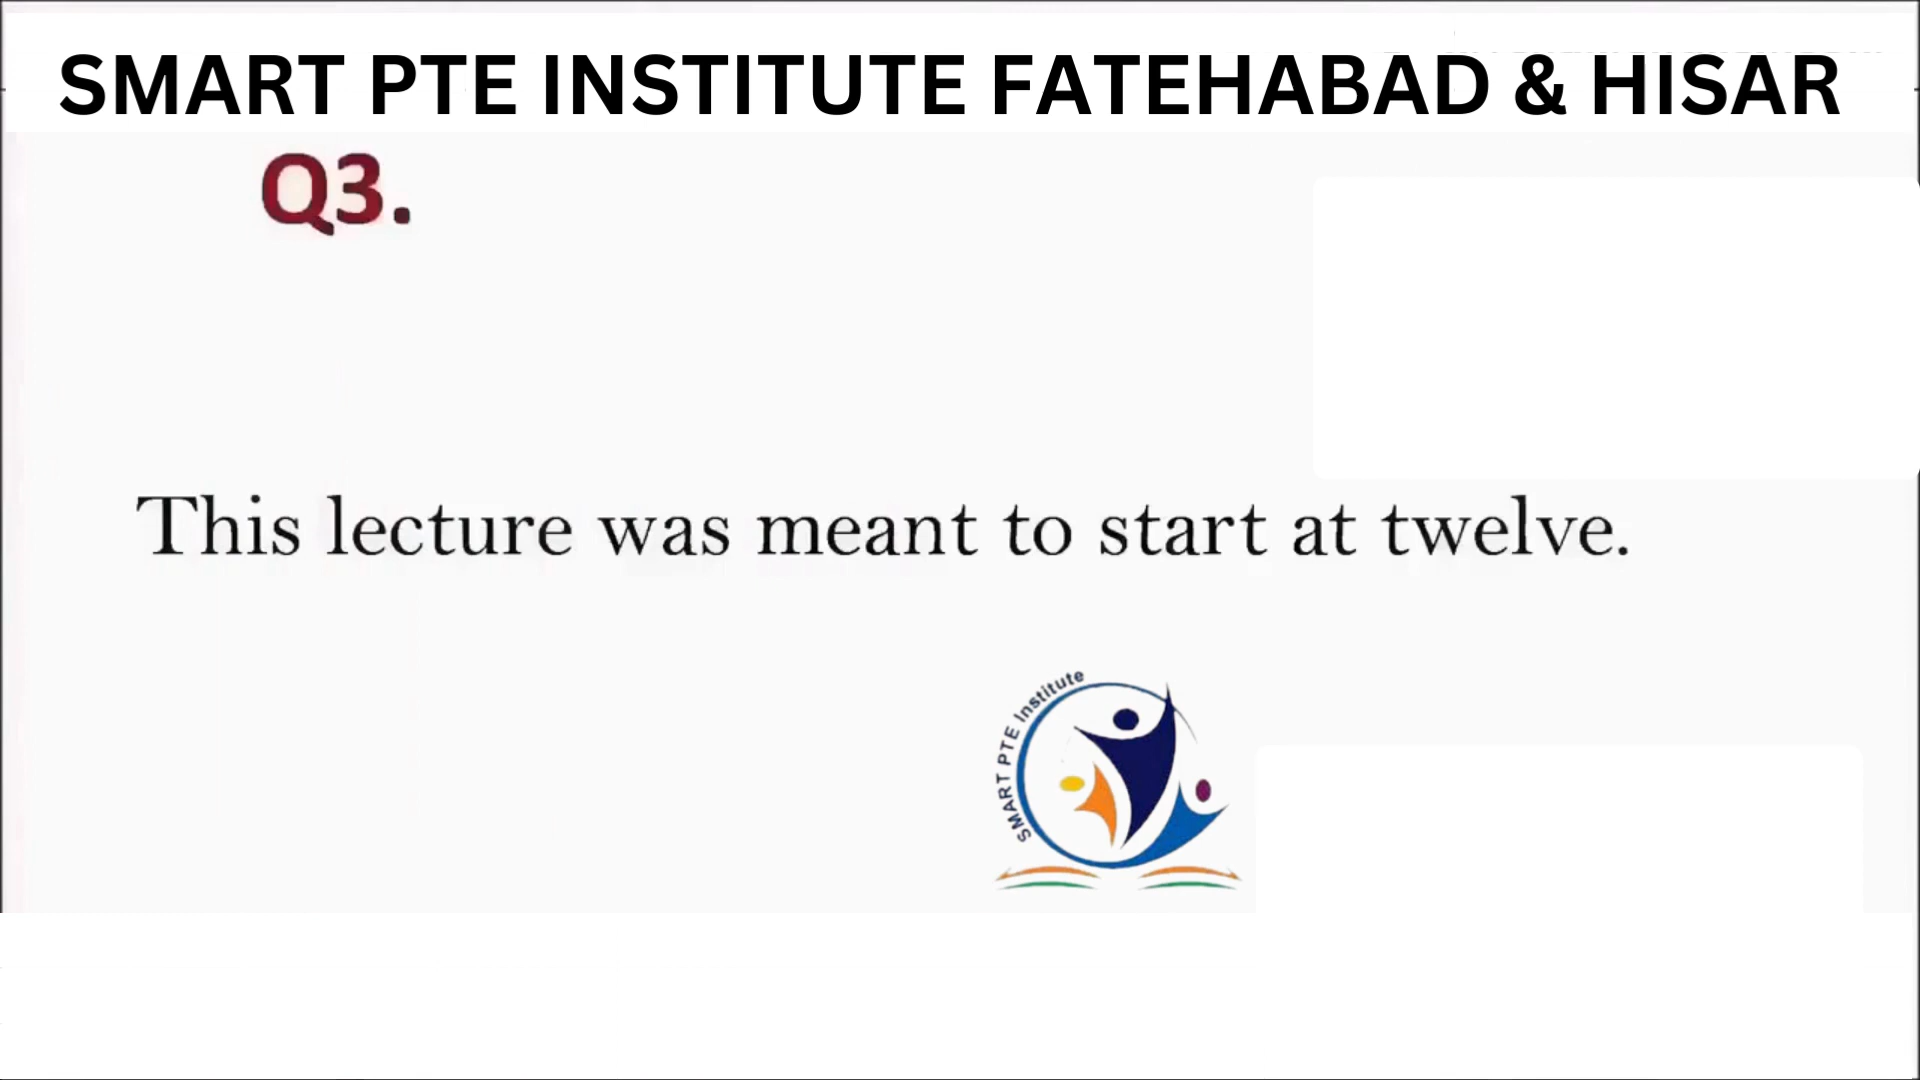 SMART PTE INSTITUTE FATEHABAD & HISAR
Q3.
This lecture was meant to start at twelve.
SMART PTE Institute